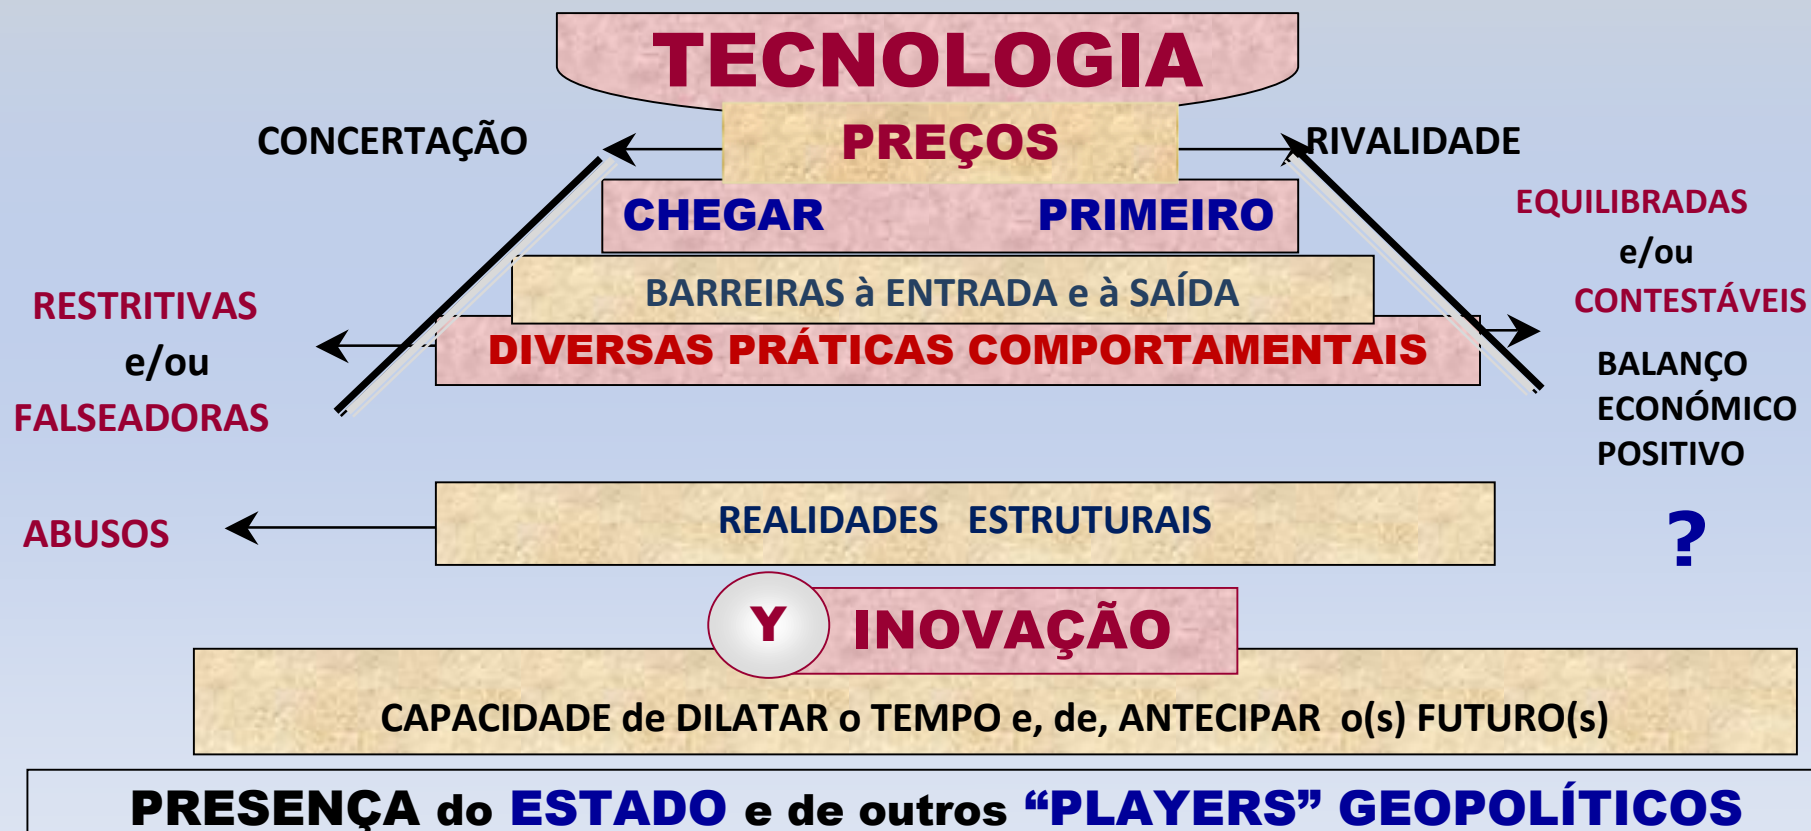 TECNOLOGIA
CONCERTAÇÃO
PREÇOS
RIVALIDADE
CHEGAR PRIMEIRO
EQUILIBRADAS
e/ou
CONTESTÁVEIS
BARREIRAS à ENTRADA e à SAÍDA
RESTRITIVAS
e/ou
FALSEADORAS
DIVERSAS PRÁTICAS COMPORTAMENTAIS
BALANÇO
ECONÓMICO
POSITIVO
ABUSOS
REALIDADES ESTRUTURAIS
?
Y
INOVAÇÃO
CAPACIDADE de DILATAR o TEMPO e, de, ANTECIPAR o(s) FUTURO(s)
PRESENÇA do ESTADO e de outros “PLAYERS” GEOPOLÍTICOS